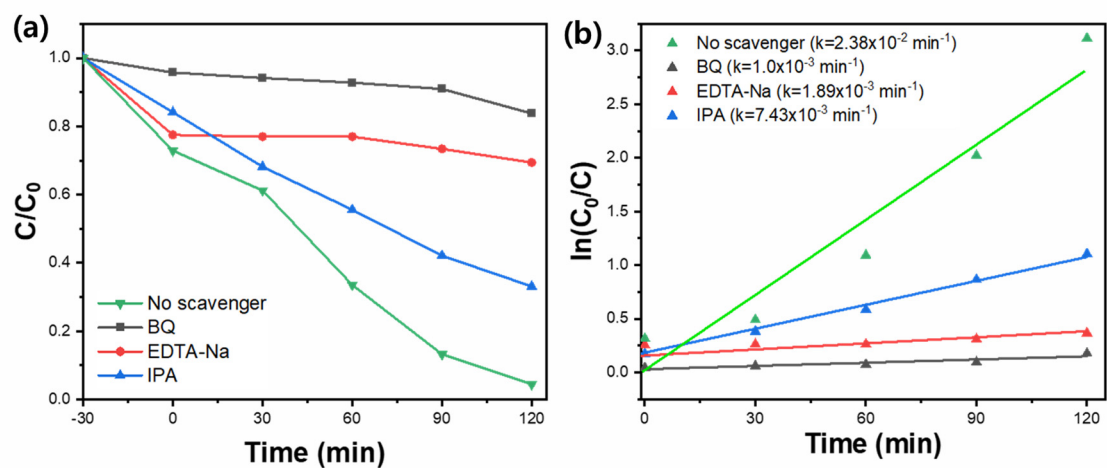 (a)
C/C₀
1.0
0.8
0.6
0.4
0.2
0.0
No scavenger
BQ
EDTA-Na
IPA
-30
0
30
60
90
120
Time (min)
(b)
ln(C₀/C)
3.0
2.5
2.0
1.5
1.0
0.5
0.0
No scavenger (k=2.38x10⁻² min⁻¹)
BQ (k=1.0x10⁻³ min⁻¹)
EDTA-Na (k=1.89x10⁻³ min⁻¹)
IPA (k=7.43x10⁻³ min⁻¹)
0
30
60
90
120
Time (min)